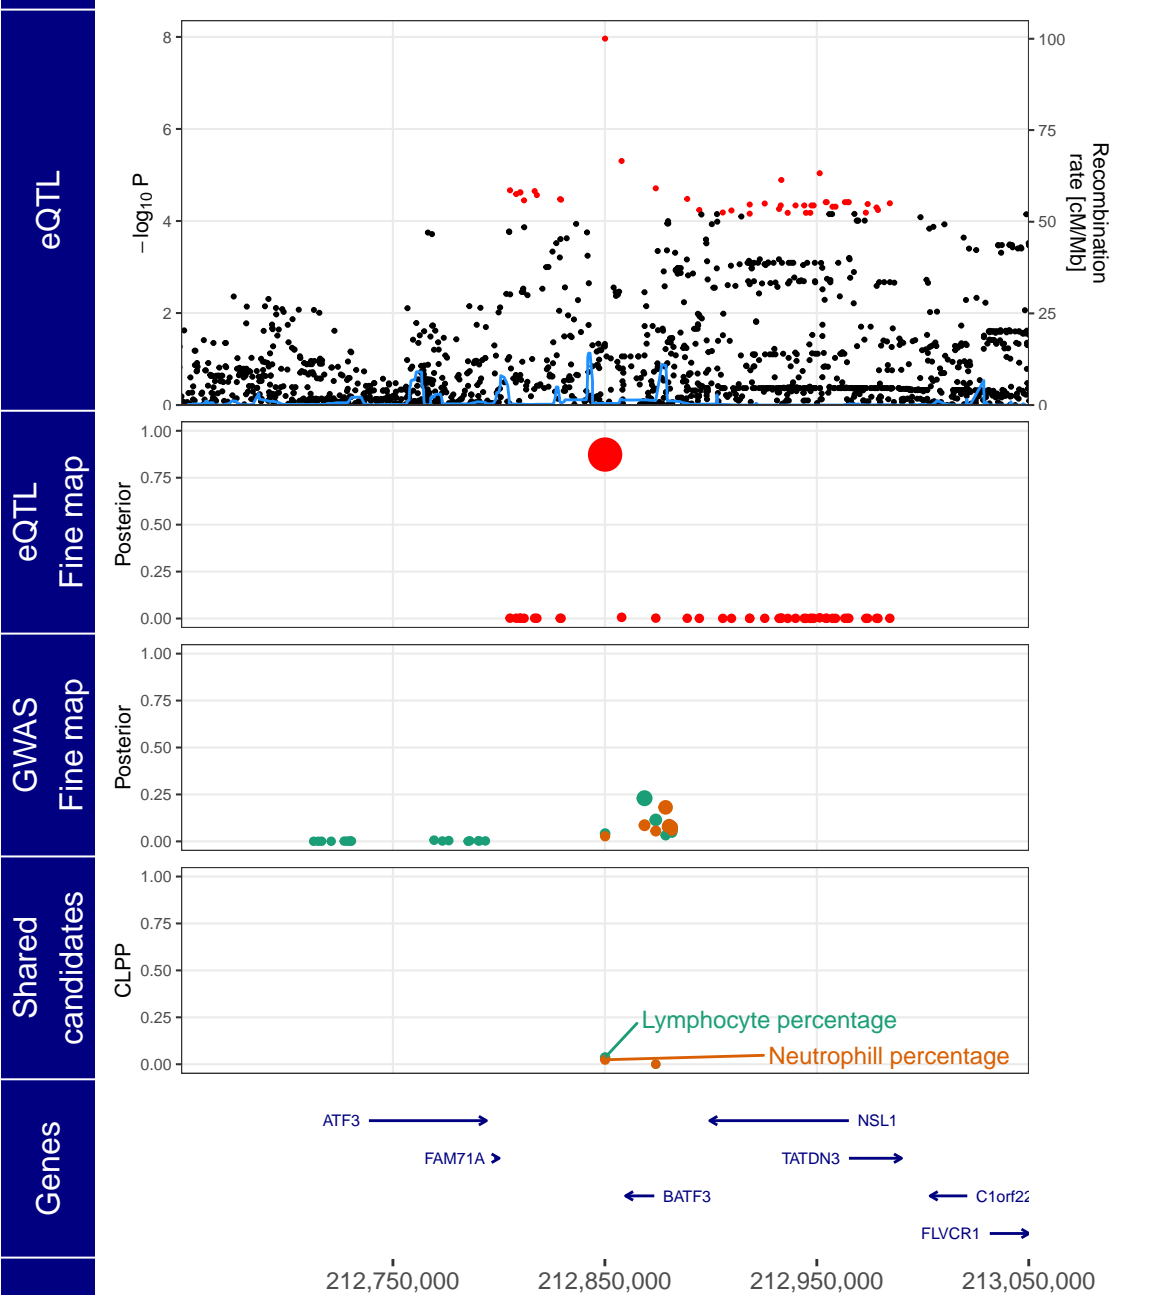 eQTL
−log10 P
8
6
4
2
0
100
75
50
25
0
Recombination
rate [cM/Mb]
eQTL
Fine map
Posterior
1.00
0.75
0.50
0.25
0.00
GWAS
Fine map
Posterior
1.00
0.75
0.50
0.25
0.00
Shared
candidates
CLPP
1.00
0.75
0.50
0.25
0.00
Lymphocyte percentage
Neutrophill percentage
Genes
ATF3
NSL1
FAM71A
TATDN3
BATF3
C1orf22
FLVCR1
212,750,000
212,850,000
212,950,000
213,050,000